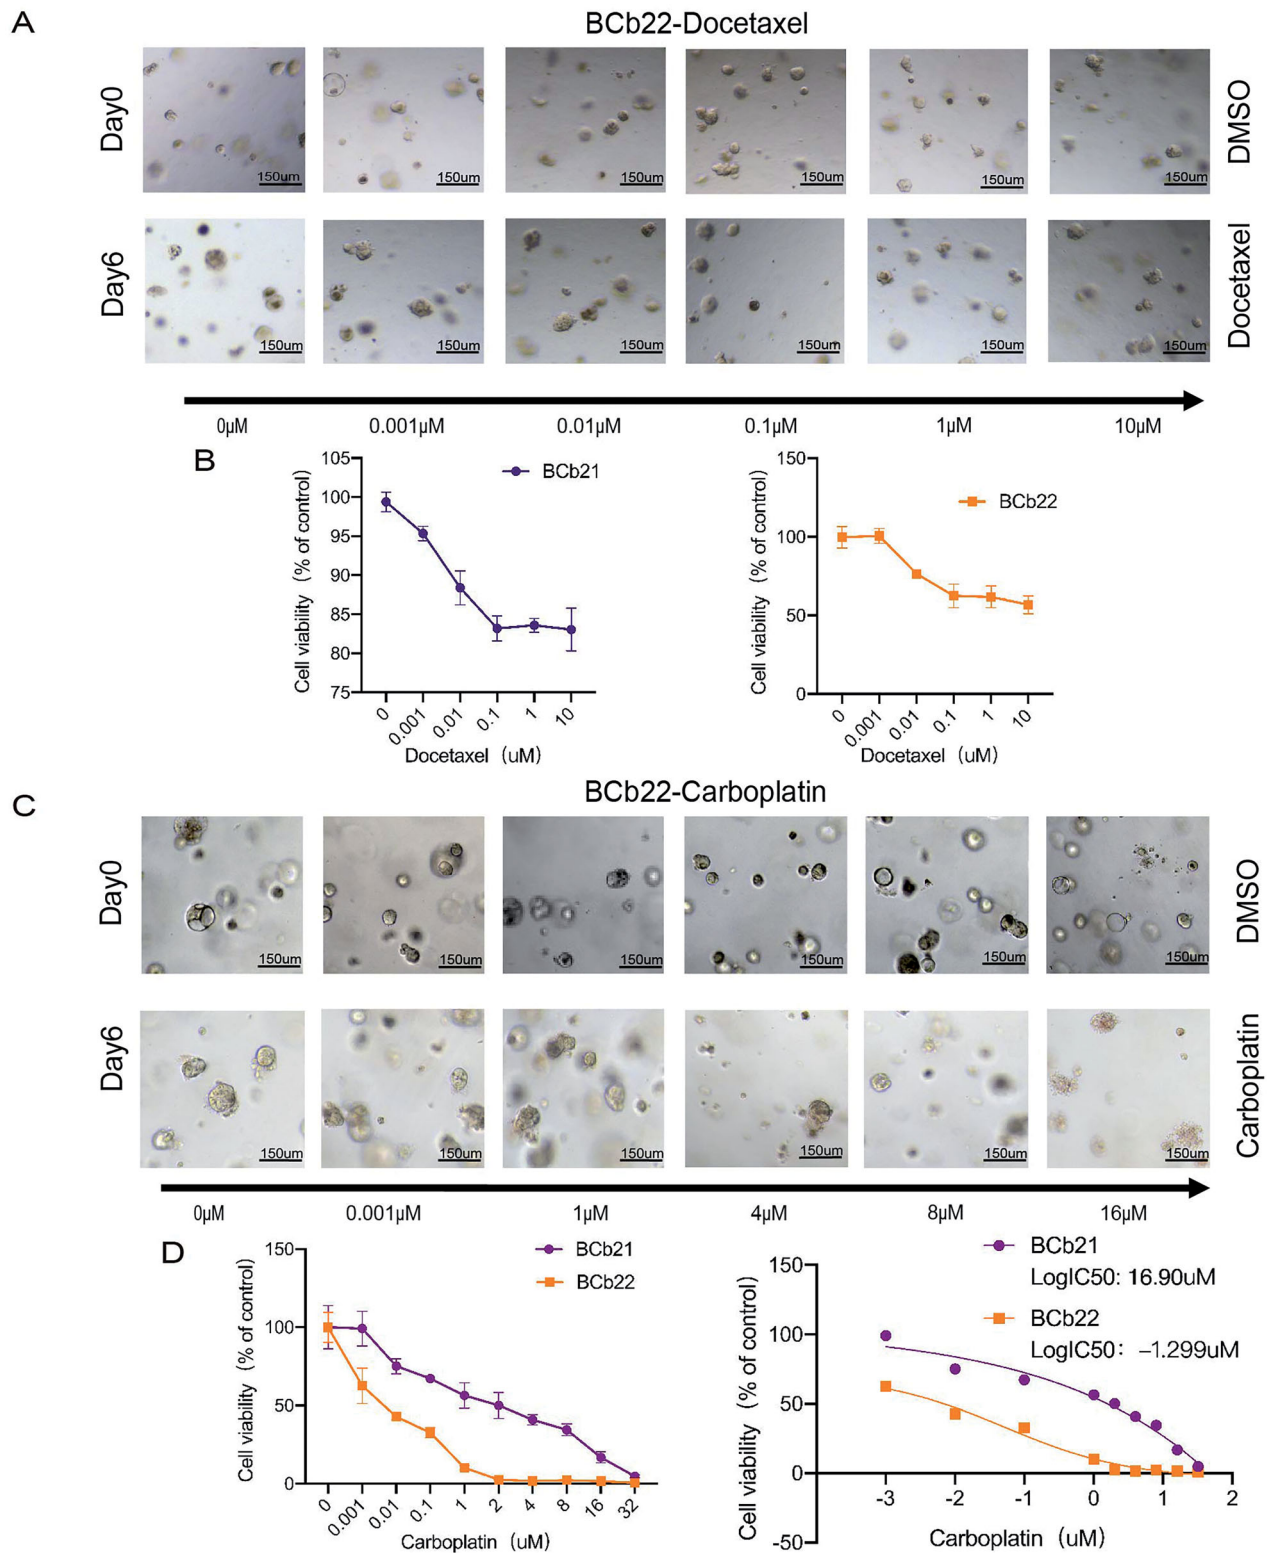 A
BCb22-Docetaxel
Day0
150um
150um
150um
150um
150um
150um
DMSO
Day6
150um
150um
150um
150um
150um
150um
Docetaxel
0μM
0.001μM
0.01μM
0.1μM
1μM
10μM
B
Cell viability (% of control)
105
100
95
90
85
80
75
BCb21
0
0.001
0.01
0.1
1
10
Docetaxel (uM)
Cell viability (% of control)
150
100
50
0
BCb22
0
0.001
0.01
0.1
1
10
Docetaxel (uM)
C
BCb22-Carboplatin
Day0
150um
150um
150um
150um
150um
150um
DMSO
Day6
150um
150um
150um
150um
150um
150um
Carboplatin
0μM
0.001μM
1μM
4μM
8μM
16μM
D
Cell viability (% of control)
150
100
50
0
BCb21
BCb22
0
0.001
0.01
0.1
1
2
4
8
16
32
Carboplatin (uM)
Cell viability (% of control)
150
100
50
0
-50
BCb21
LogIC50: 16.90uM
BCb22
LogIC50: -1.299uM
-3
-2
-1
0
1
2
Carboplatin (uM)